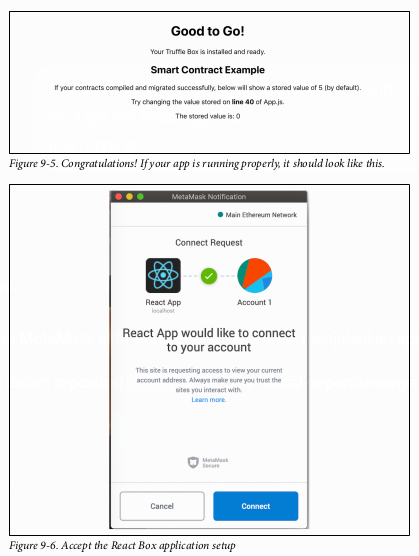 Good to Go!
Your Truffle Box is installed and ready.
Smart Contract Example
If your contracts compiled and migrated successfully, below will show a stored value of 5 (by default).
Try changing the value stored on line 40 of App.js.
The stored value is: 0
Figure 9-5. Congratulations! If your app is running properly, it should look like this.
MetaMask Notification
Main Ethereum Network
Connect Request
React App
localhost
Account 1
React App would like to connect
to your account
This site is requesting access to view your current
account address. Always make sure you trust the
sites you interact with.
Learn more.
MetaMask
Secure
Cancel
Connect
Figure 9-6. Accept the React Box application setup